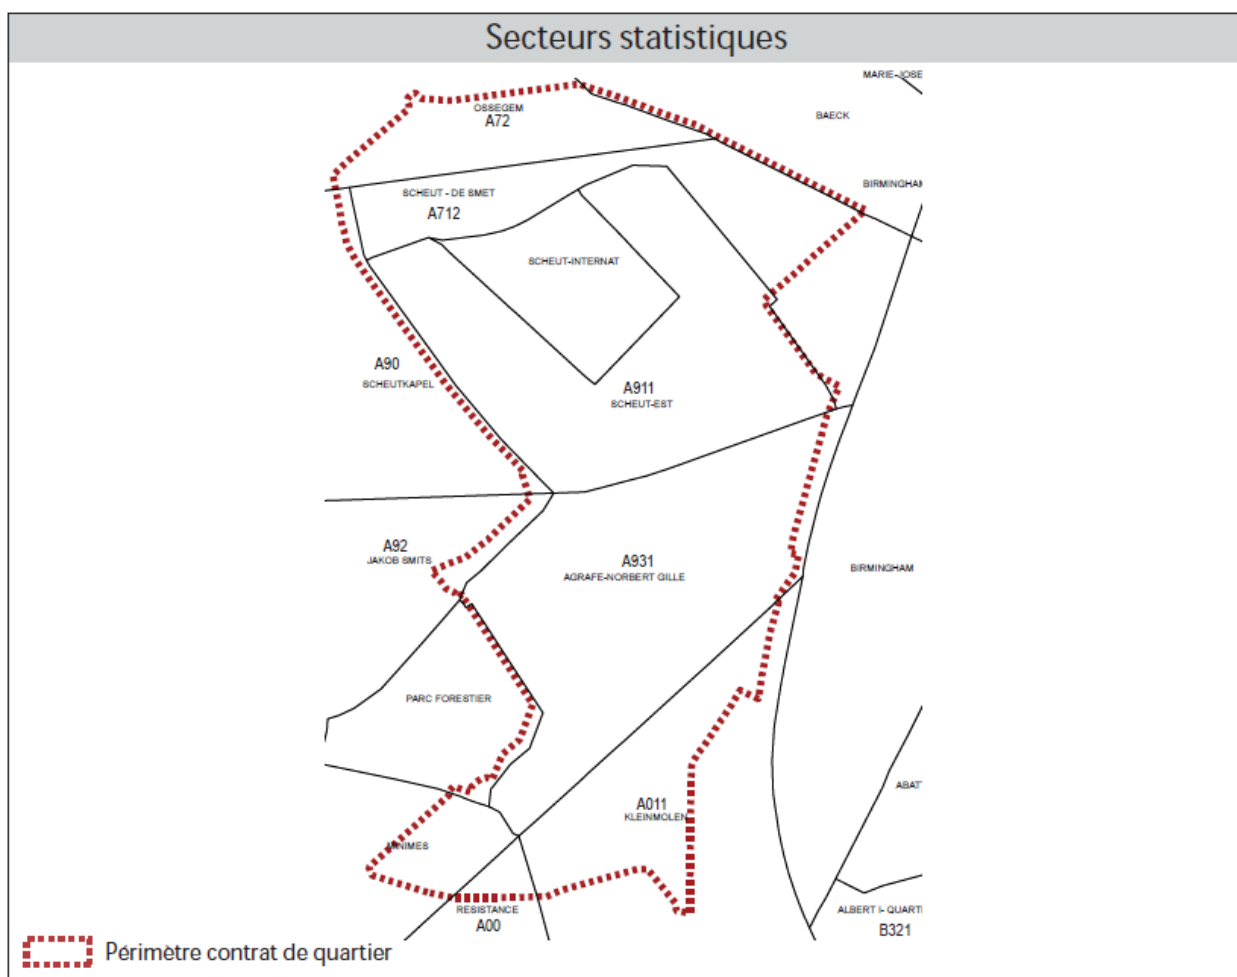 Secteurs statistiques
MARIE-JOSE
OSSEGEM
A72
BAECK
BIRMINGHAM
SCHEUT - DE SMET
A712
SCHEUT-INTERNAT
A90
SCHEUTKAPEL
A911
SCHEUT-EST
A92
JAKOB SMITS
A931
AGRAFE-NORBERT GILLE
BIRMINGHAM
PARC FORESTIER
ABAT
A011
KLEINMOLEN
MINIMES
RESISTANCE
A00
ALBERT I- QUARTI
B321
Périmètre contrat de quartier